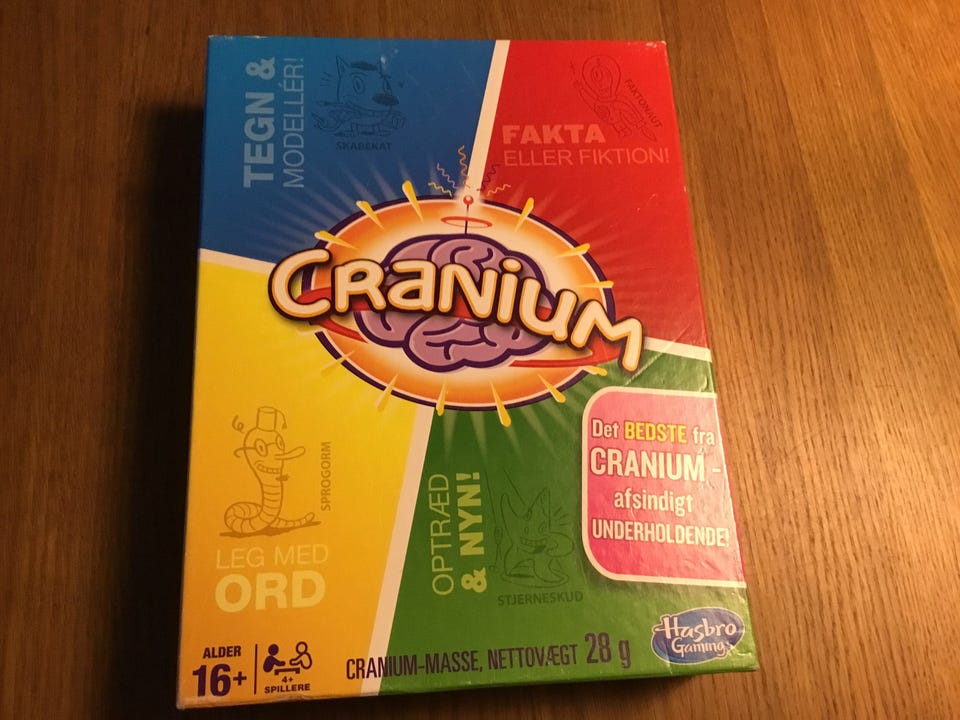 TEGN &
MODELLÉR!
SKABEKAT
FAKTONAUT
FAKTA
ELLER FIKTION!
CRANIUM
SPROGORM
LEG MED
ORD
OPTRÆD
& NYN!
STJERNESKUD
Det BEDSTE fra
CRANIUM -
afsindigt
UNDERHOLDENDE!
Hasbro
Gaming
ALDER
16+
4+
SPILLERE
CRANIUM-MASSE, NETTOVÆGT 28 g